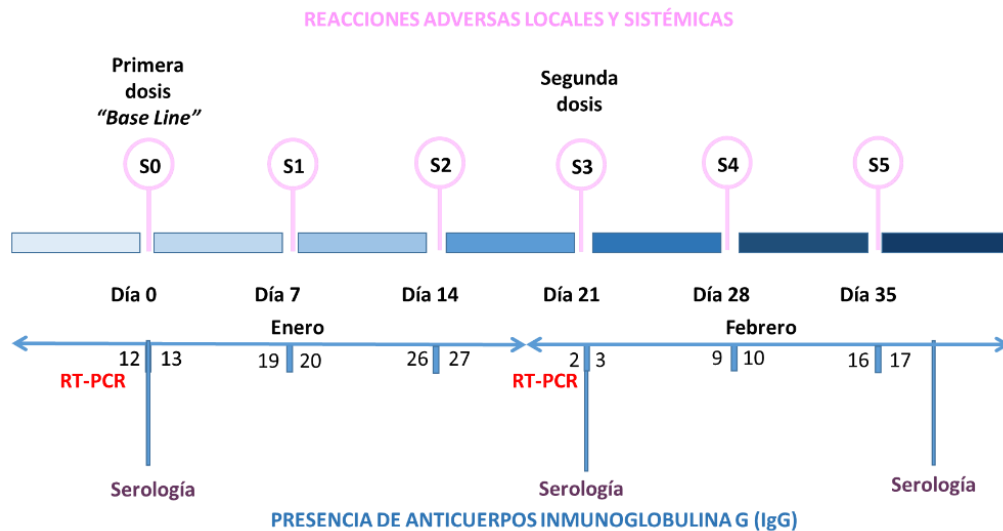 REACCIONES ADVERSAS LOCALES Y SISTÉMICAS
Primera
dosis
“Base Line”
Segunda
dosis
S0 S1 S2 S3 S4 S5
Día 0 Día 7 Día 14 Día 21 Día 28 Día 35
Enero Febrero
12 13 19 20 26 27 2 3 9 10 16 17
RT-PCR RT-PCR
Serología Serología Serología
PRESENCIA DE ANTICUERPOS INMUNOGLOBULINA G (IgG)